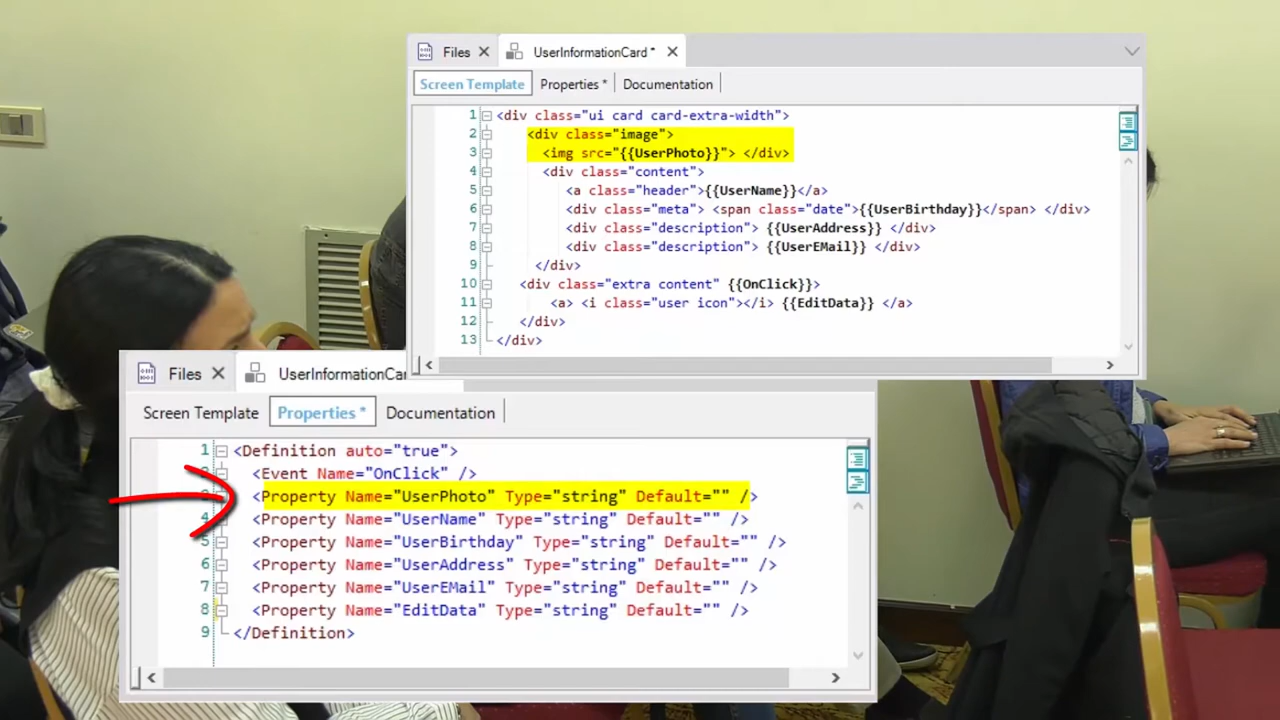 Files
UserInformationCard *
Screen Template Properties * Documentation
1 <div class="ui card card-extra-width">
2 <div class="image">
3 <img src="{{UserPhoto}}"> </div>
4 <div class="content">
5 <a class="header">{{UserName}}</a>
6 <div class="meta"> <span class="date">{{UserBirthday}}</span> </div>
7 <div class="description"> {{UserAddress}} </div>
8 <div class="description"> {{UserEMail}} </div>
9 </div>
10 <div class="extra content" {{OnClick}}>
11 <a> <i class="user icon"></i> {{EditData}} </a>
12 </div>
13 </div>
Files
UserInformationCar
Screen Template Properties * Documentation
1 <Definition auto="true">
<Event Name="OnClick" />
<Property Name="UserPhoto" Type="string" Default="" />
4 <Property Name="UserName" Type="string" Default="" />
5 <Property Name="UserBirthday" Type="string" Default="" />
6 <Property Name="UserAddress" Type="string" Default="" />
7 <Property Name="UserEMail" Type="string" Default="" />
8 <Property Name="EditData" Type="string" Default="" />
9 </Definition>